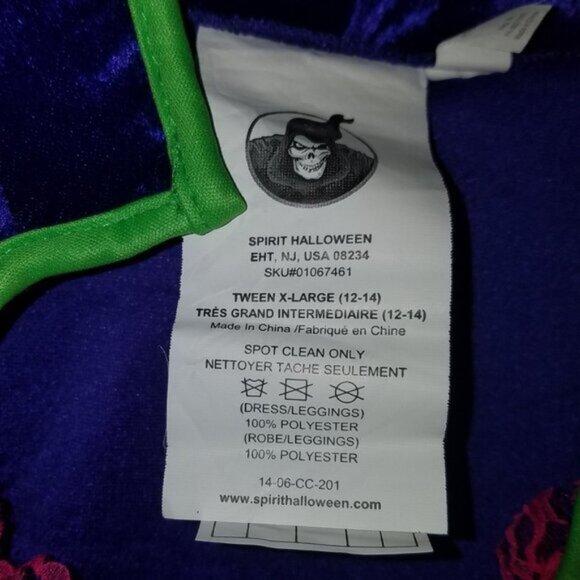 SPIRIT HALLOWEEN
EHT, NJ, USA 08234
SKU#01067461
TWEEN X-LARGE (12-14)
TRÈS GRAND INTERMEDIAIRE (12-14)
Made In China /Fabriqué en Chine
SPOT CLEAN ONLY
NETTOYER TACHE SEULEMENT
(DRESS/LEGGINGS)
100% POLYESTER
(ROBE/LEGGINGS)
100% POLYESTER
14-06-CC-201
www.spirithalloween.com